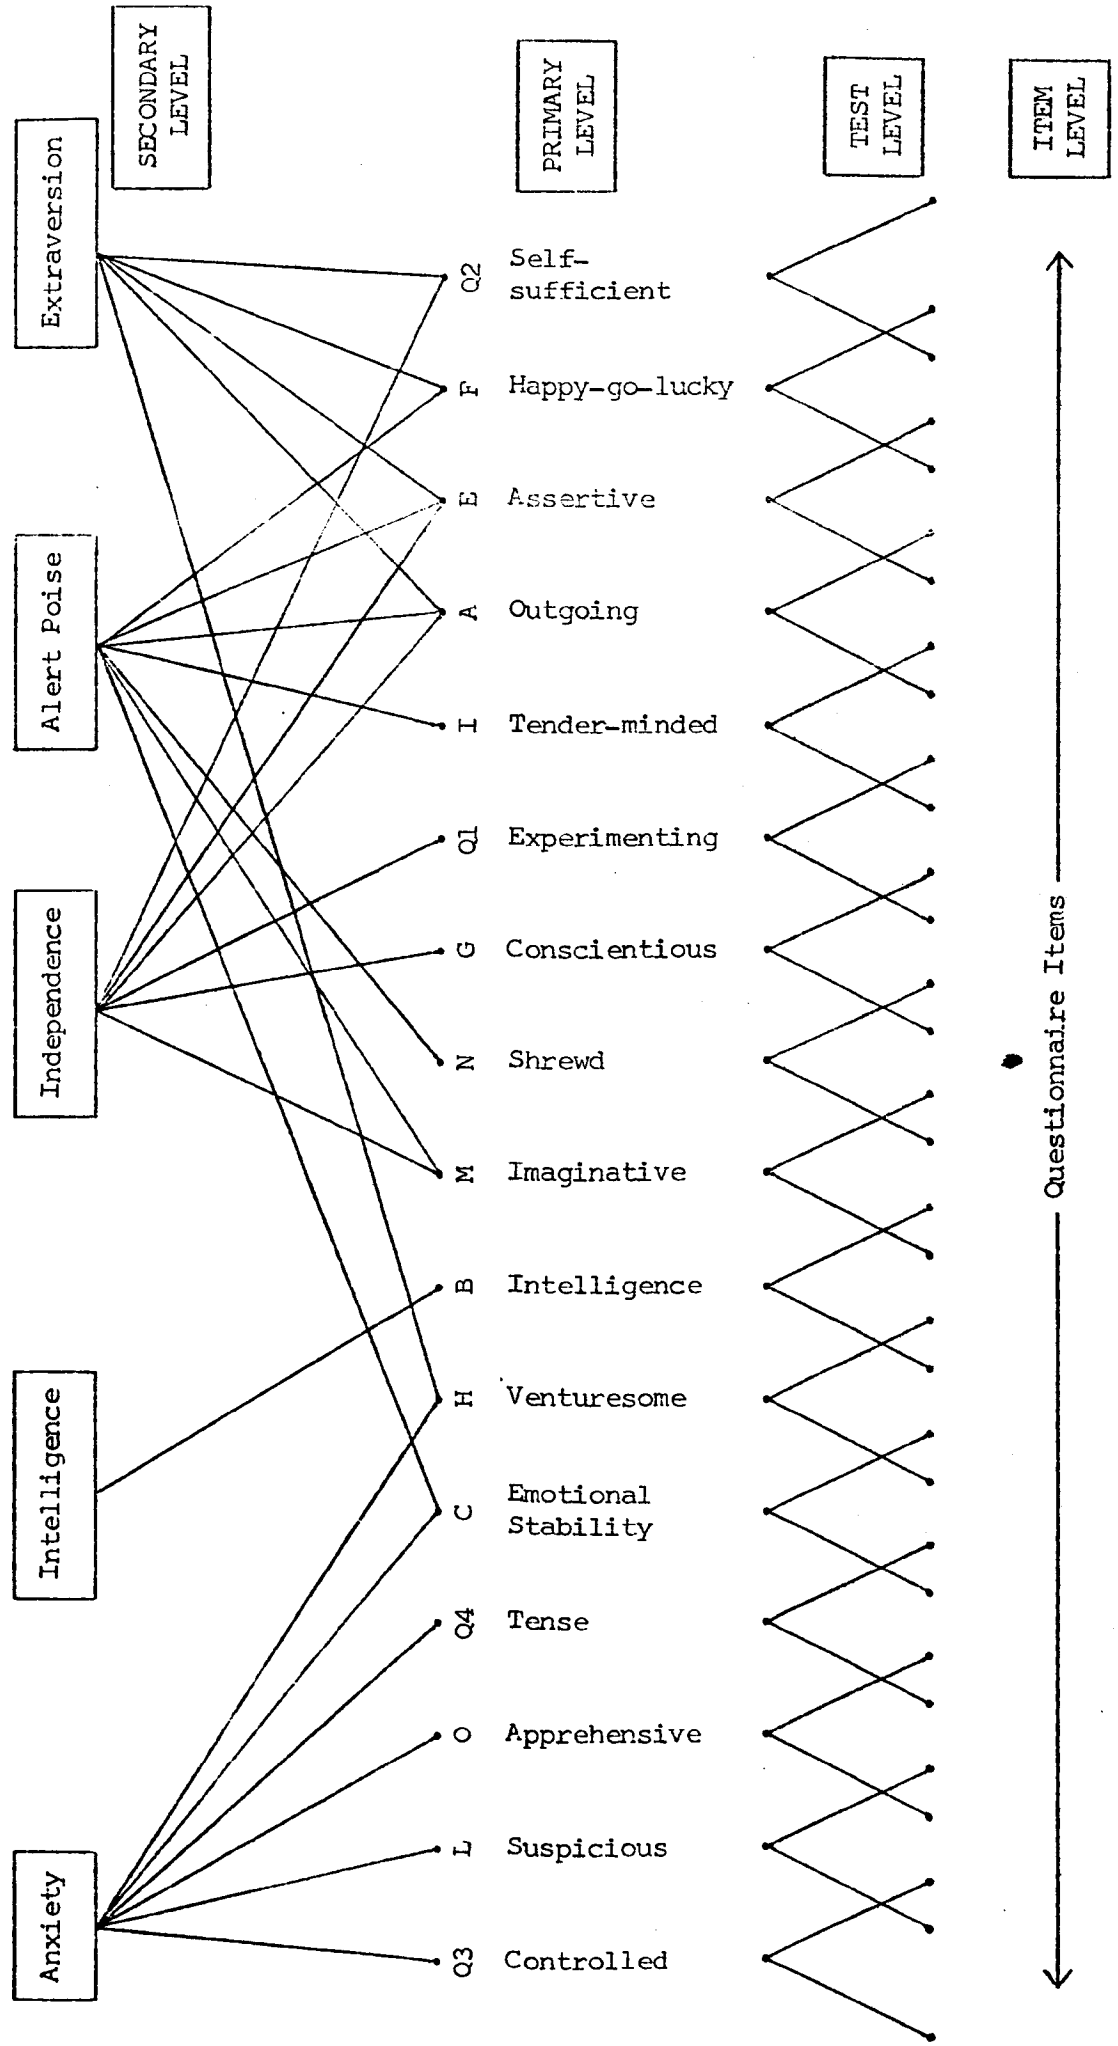 Extraversion
SECONDARY
LEVEL
Alert Poise
Independence
Intelligence
Anxiety
PRIMARY
LEVEL
Q2
Self-
sufficient
F
Happy-go-lucky
E
Assertive
A
Outgoing
I
Tender-minded
Q1
Experimenting
G
Conscientious
N
Shrewd
M
Imaginative
B
Intelligence
H
Venturesome
C
Emotional
Stability
Q4
Tense
O
Apprehensive
L
Suspicious
Q3
Controlled
TEST
LEVEL
ITEM
LEVEL
Questionnaire Items